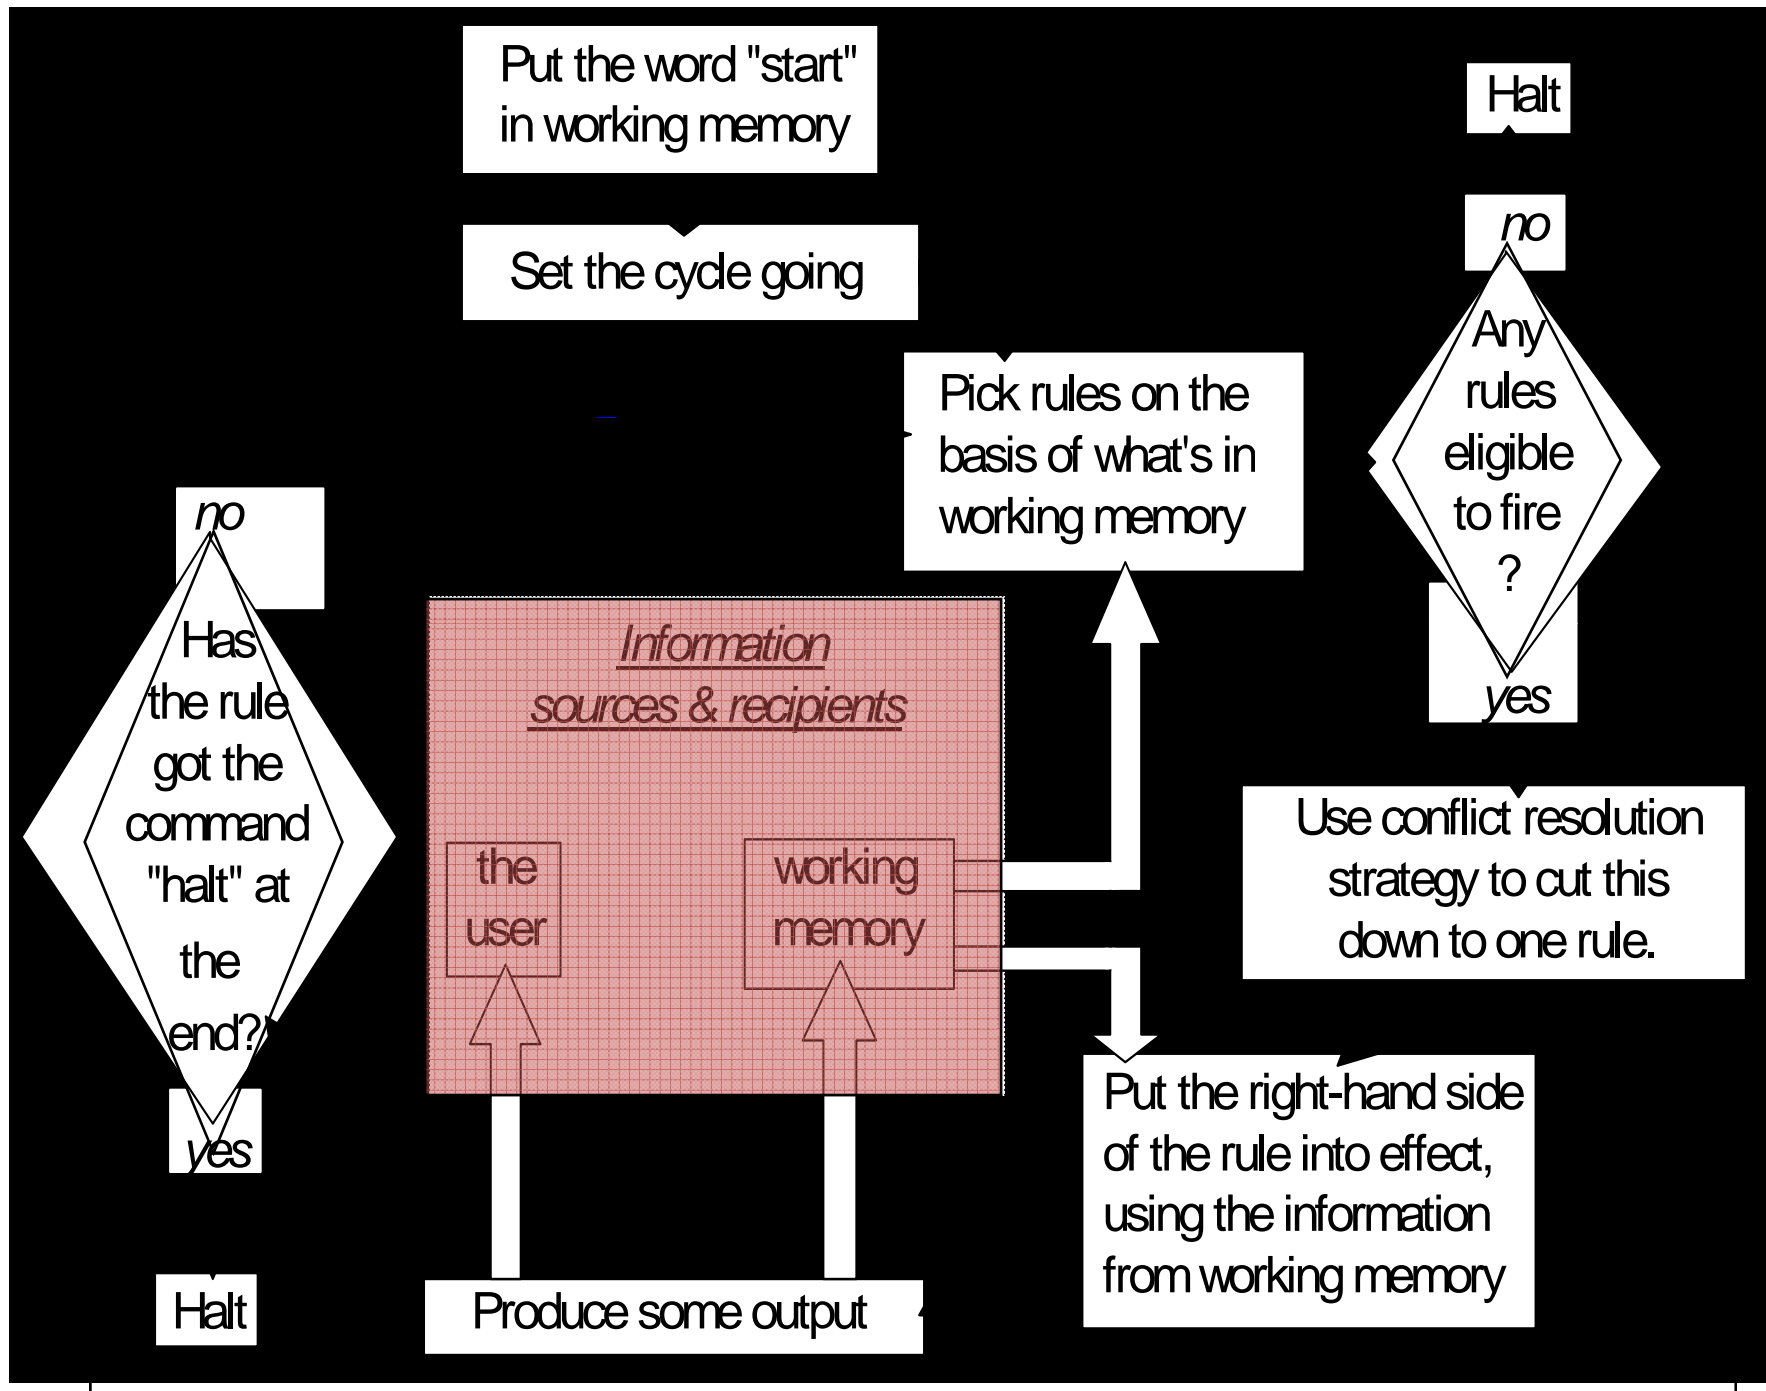 Put the word "start"
in working memory
Halt
Set the cycle going
no
Any
rules
eligible
to fire
?
yes
Pick rules on the
basis of what's in
working memory
no
Has
the rule
got the
command
"halt" at
the
end?
yes
Halt
Information
sources & recipients
the
user
working
memory
Use conflict resolution
strategy to cut this
down to one rule.
Put the right-hand side
of the rule into effect,
using the information
from working memory
Produce some output